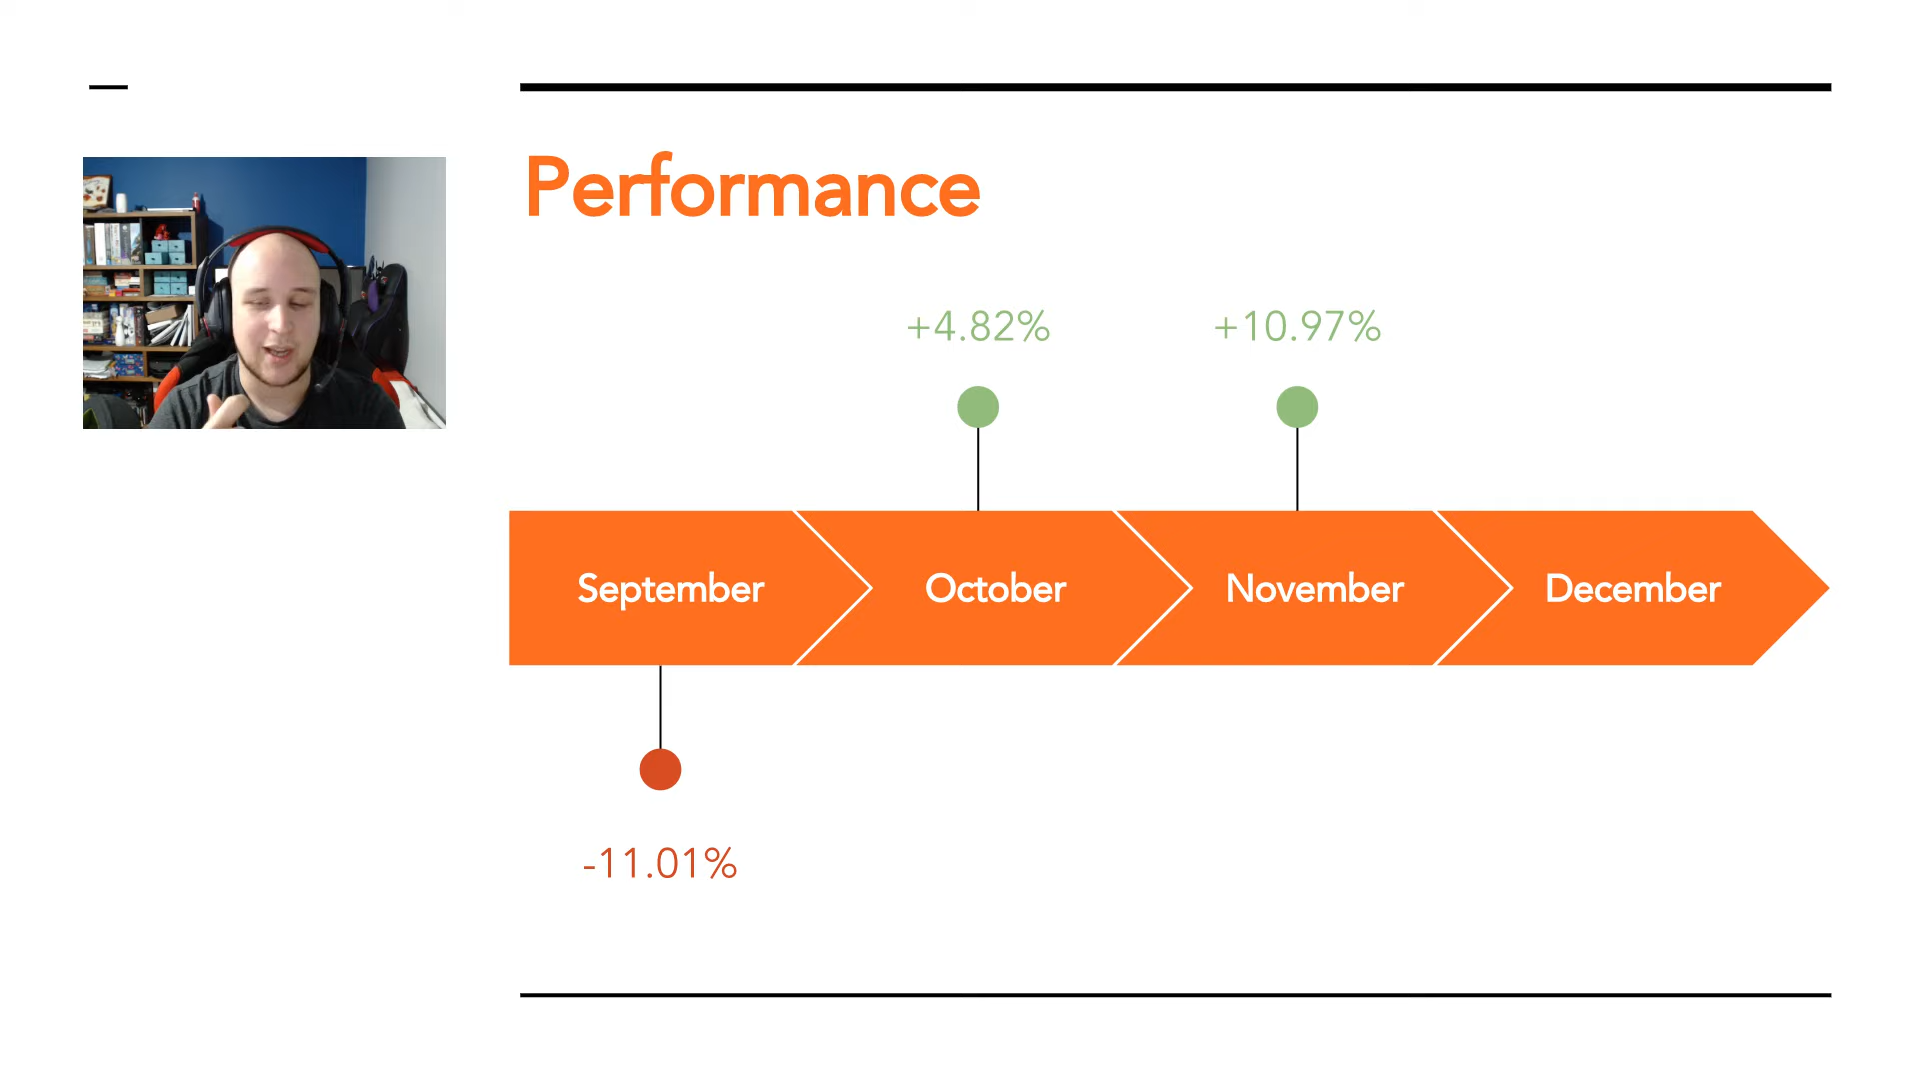 Performance
+4.82%
+10.97%
September
October
November
December
-11.01%